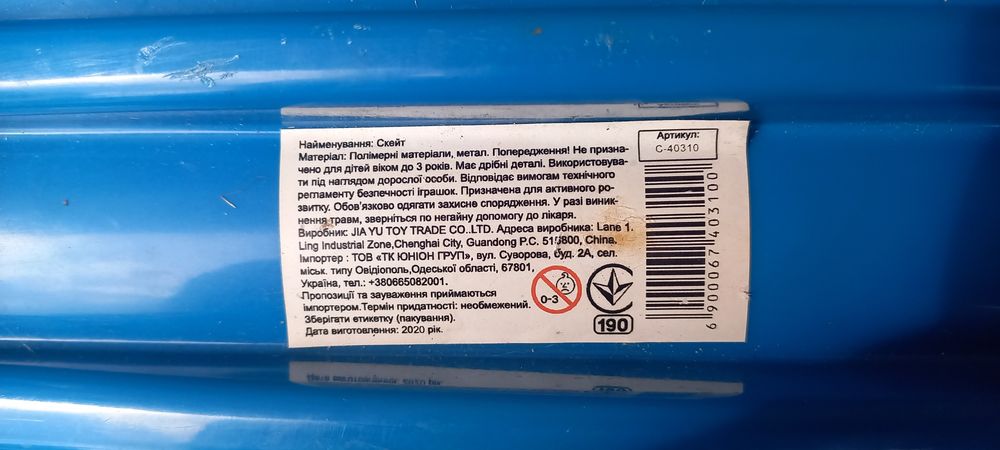 Найменування: Скейт
Матеріал: Полімерні матеріали, метал. Попередження! Не призна-
чено для дітей віком до 3 років. Має дрібні деталі. Використовува-
ти під наглядом дорослої особи. Відповідає вимогам технічного
регламенту безпечності іграшок. Призначена для активного ро-
звитку. Обов'язково одягати захисне спорядження. У разі виник-
нення травм, зверніться по негайну допомогу до лікаря.
Виробник: JIA YU TOY TRADE CO..LTD. Адреса виробника: Lane 1.
Ling Industrial Zone,Chenghai City, Guandong P.C. 515800, China.
Імпортер : ТОВ «ТК ЮНІОН ГРУП», вул. Суворова, буд. 2А, сел.
міськ. типу Овідіополь,Одеської області, 67801,
Україна, тел.: +380665082001.
Пропозиції та зауваження приймаються
імпортером.Термін придатності: необмежений.
Зберігати етикетку (пакування).
Дата виготовлення: 2020 рік.
0-3
190
Артикул:
C-40310
6900067403100